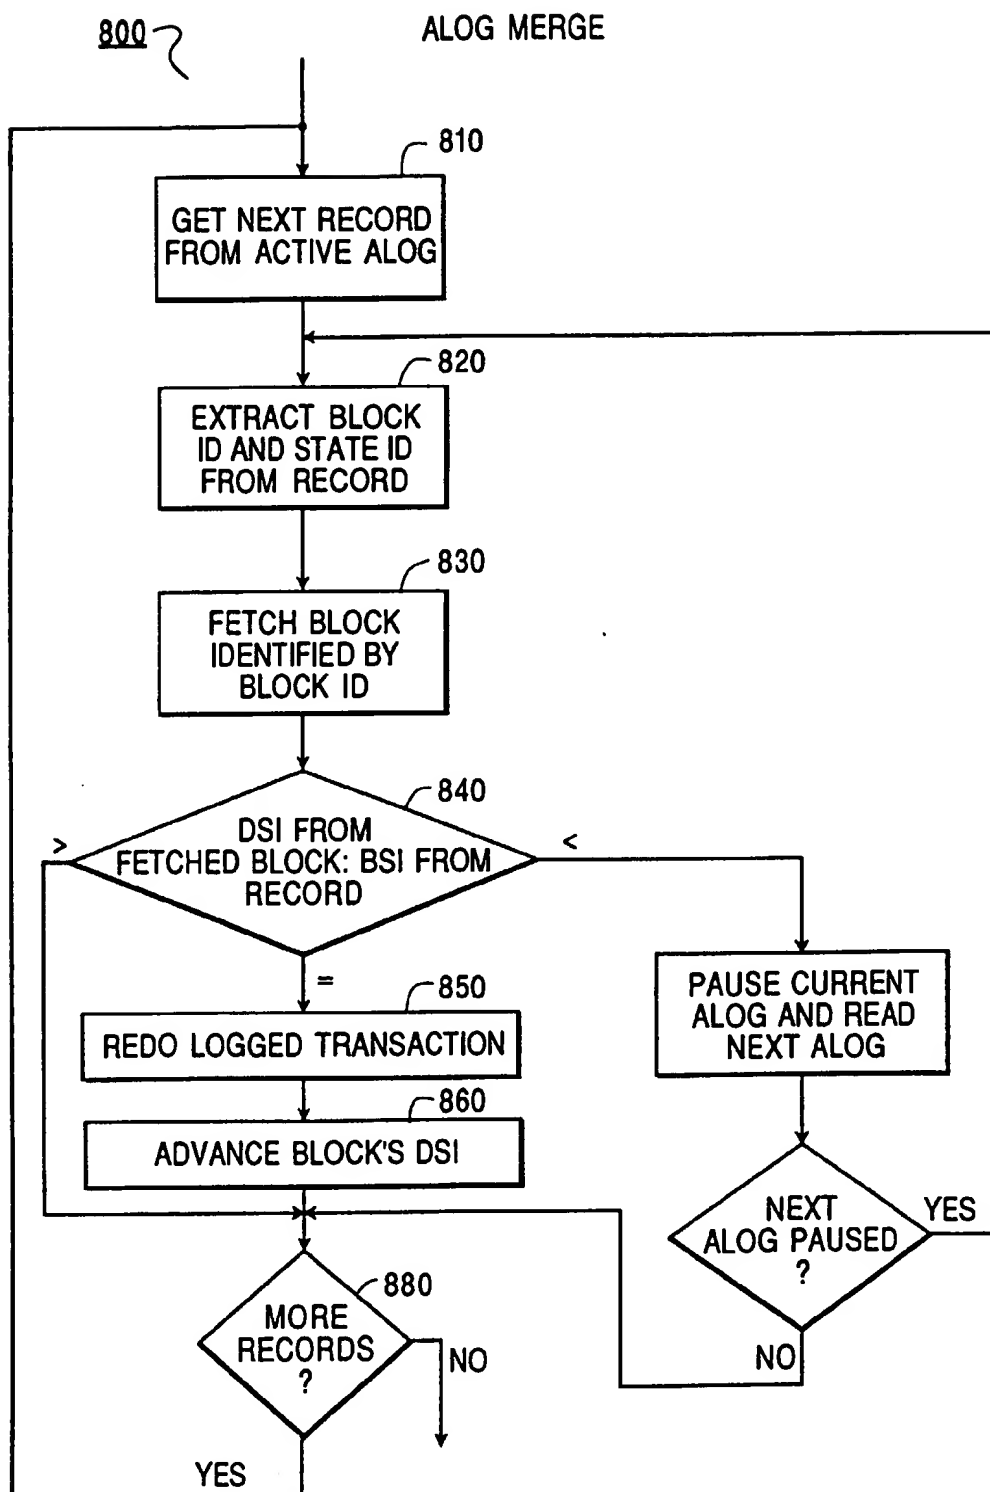 800
ALOG MERGE
810
GET NEXT RECORD
FROM ACTIVE ALOG
820
EXTRACT BLOCK
ID AND STATE ID
FROM RECORD
830
FETCH BLOCK
IDENTIFIED BY
BLOCK ID
840
>
<
DSI FROM
FETCHED BLOCK: BSI FROM
RECORD
=
850
REDO LOGGED TRANSACTION
860
ADVANCE BLOCK'S DSI
PAUSE CURRENT
ALOG AND READ
NEXT ALOG
NEXT
ALOG PAUSED
?
YES
NO
880
MORE
RECORDS
?
NO
YES